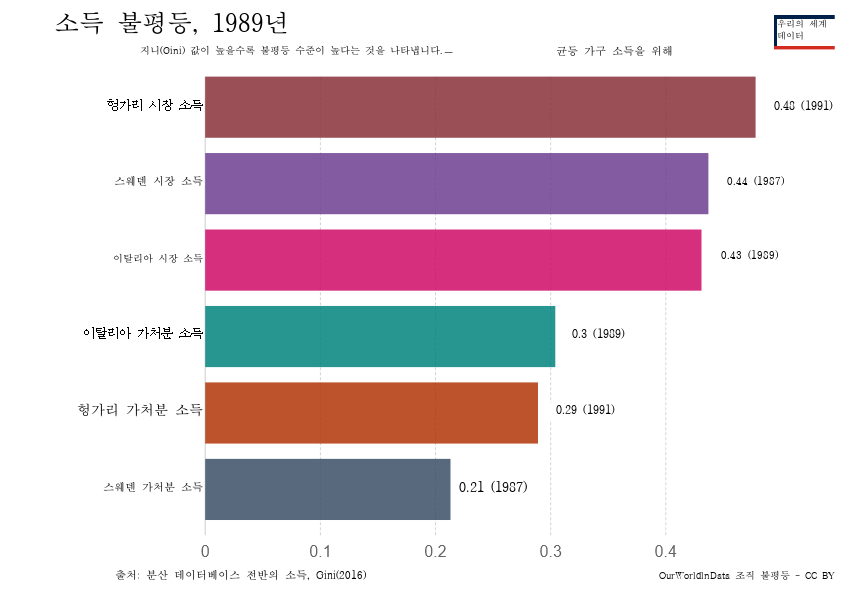 소득 불평등, 1989년
우리의 세계
데이터
지니(Oini) 값이 높을수록 불평등 수준이 높다는 것을 나타냅니다.— 균등 가구 소득을 위해
헝가리 시장 소득 0.48 (1991)
스웨덴 시장 소득 0.44 (1987)
이탈리아 시장 소득 0.43 (1989)
이탈리아 가처분 소득 0.3 (1989)
헝가리 가처분 소득 0.29 (1991)
스웨덴 가처분 소득 0.21 (1987)
0 0.1 0.2 0.3 0.4
출처: 분산 데이터베이스 전반의 소득, Oini(2016) OurWorldInData 조직 불평등 - CC BY